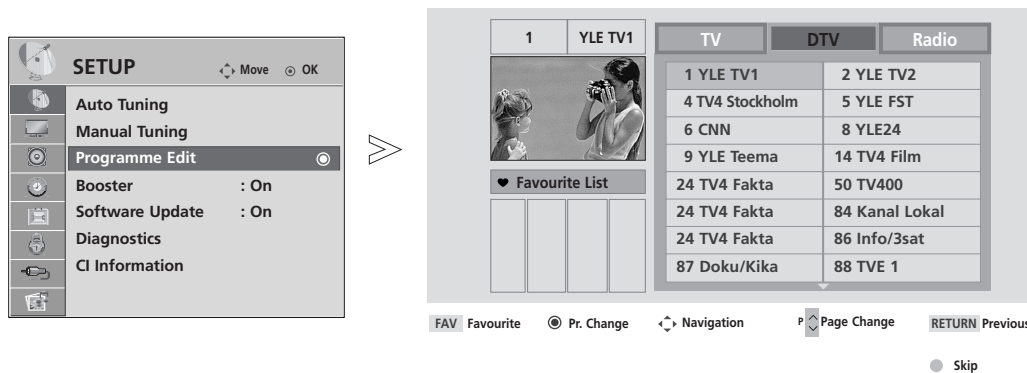 SETUP
Move OK
Auto Tuning
Manual Tuning
Programme Edit
Booster : On
Software Update : On
Diagnostics
CI Information
1 YLE TV1
TV DTV Radio
1 YLE TV1 2 YLE TV2
4 TV4 Stockholm 5 YLE FST
6 CNN 8 YLE24
9 YLE Teema 14 TV4 Film
24 TV4 Fakta 50 TV400
24 TV4 Fakta 84 Kanal Lokal
24 TV4 Fakta 86 Info/3sat
87 Doku/Kika 88 TVE 1
Favourite List
FAV Favourite Pr. Change Navigation P Page Change RETURN Previous
Skip